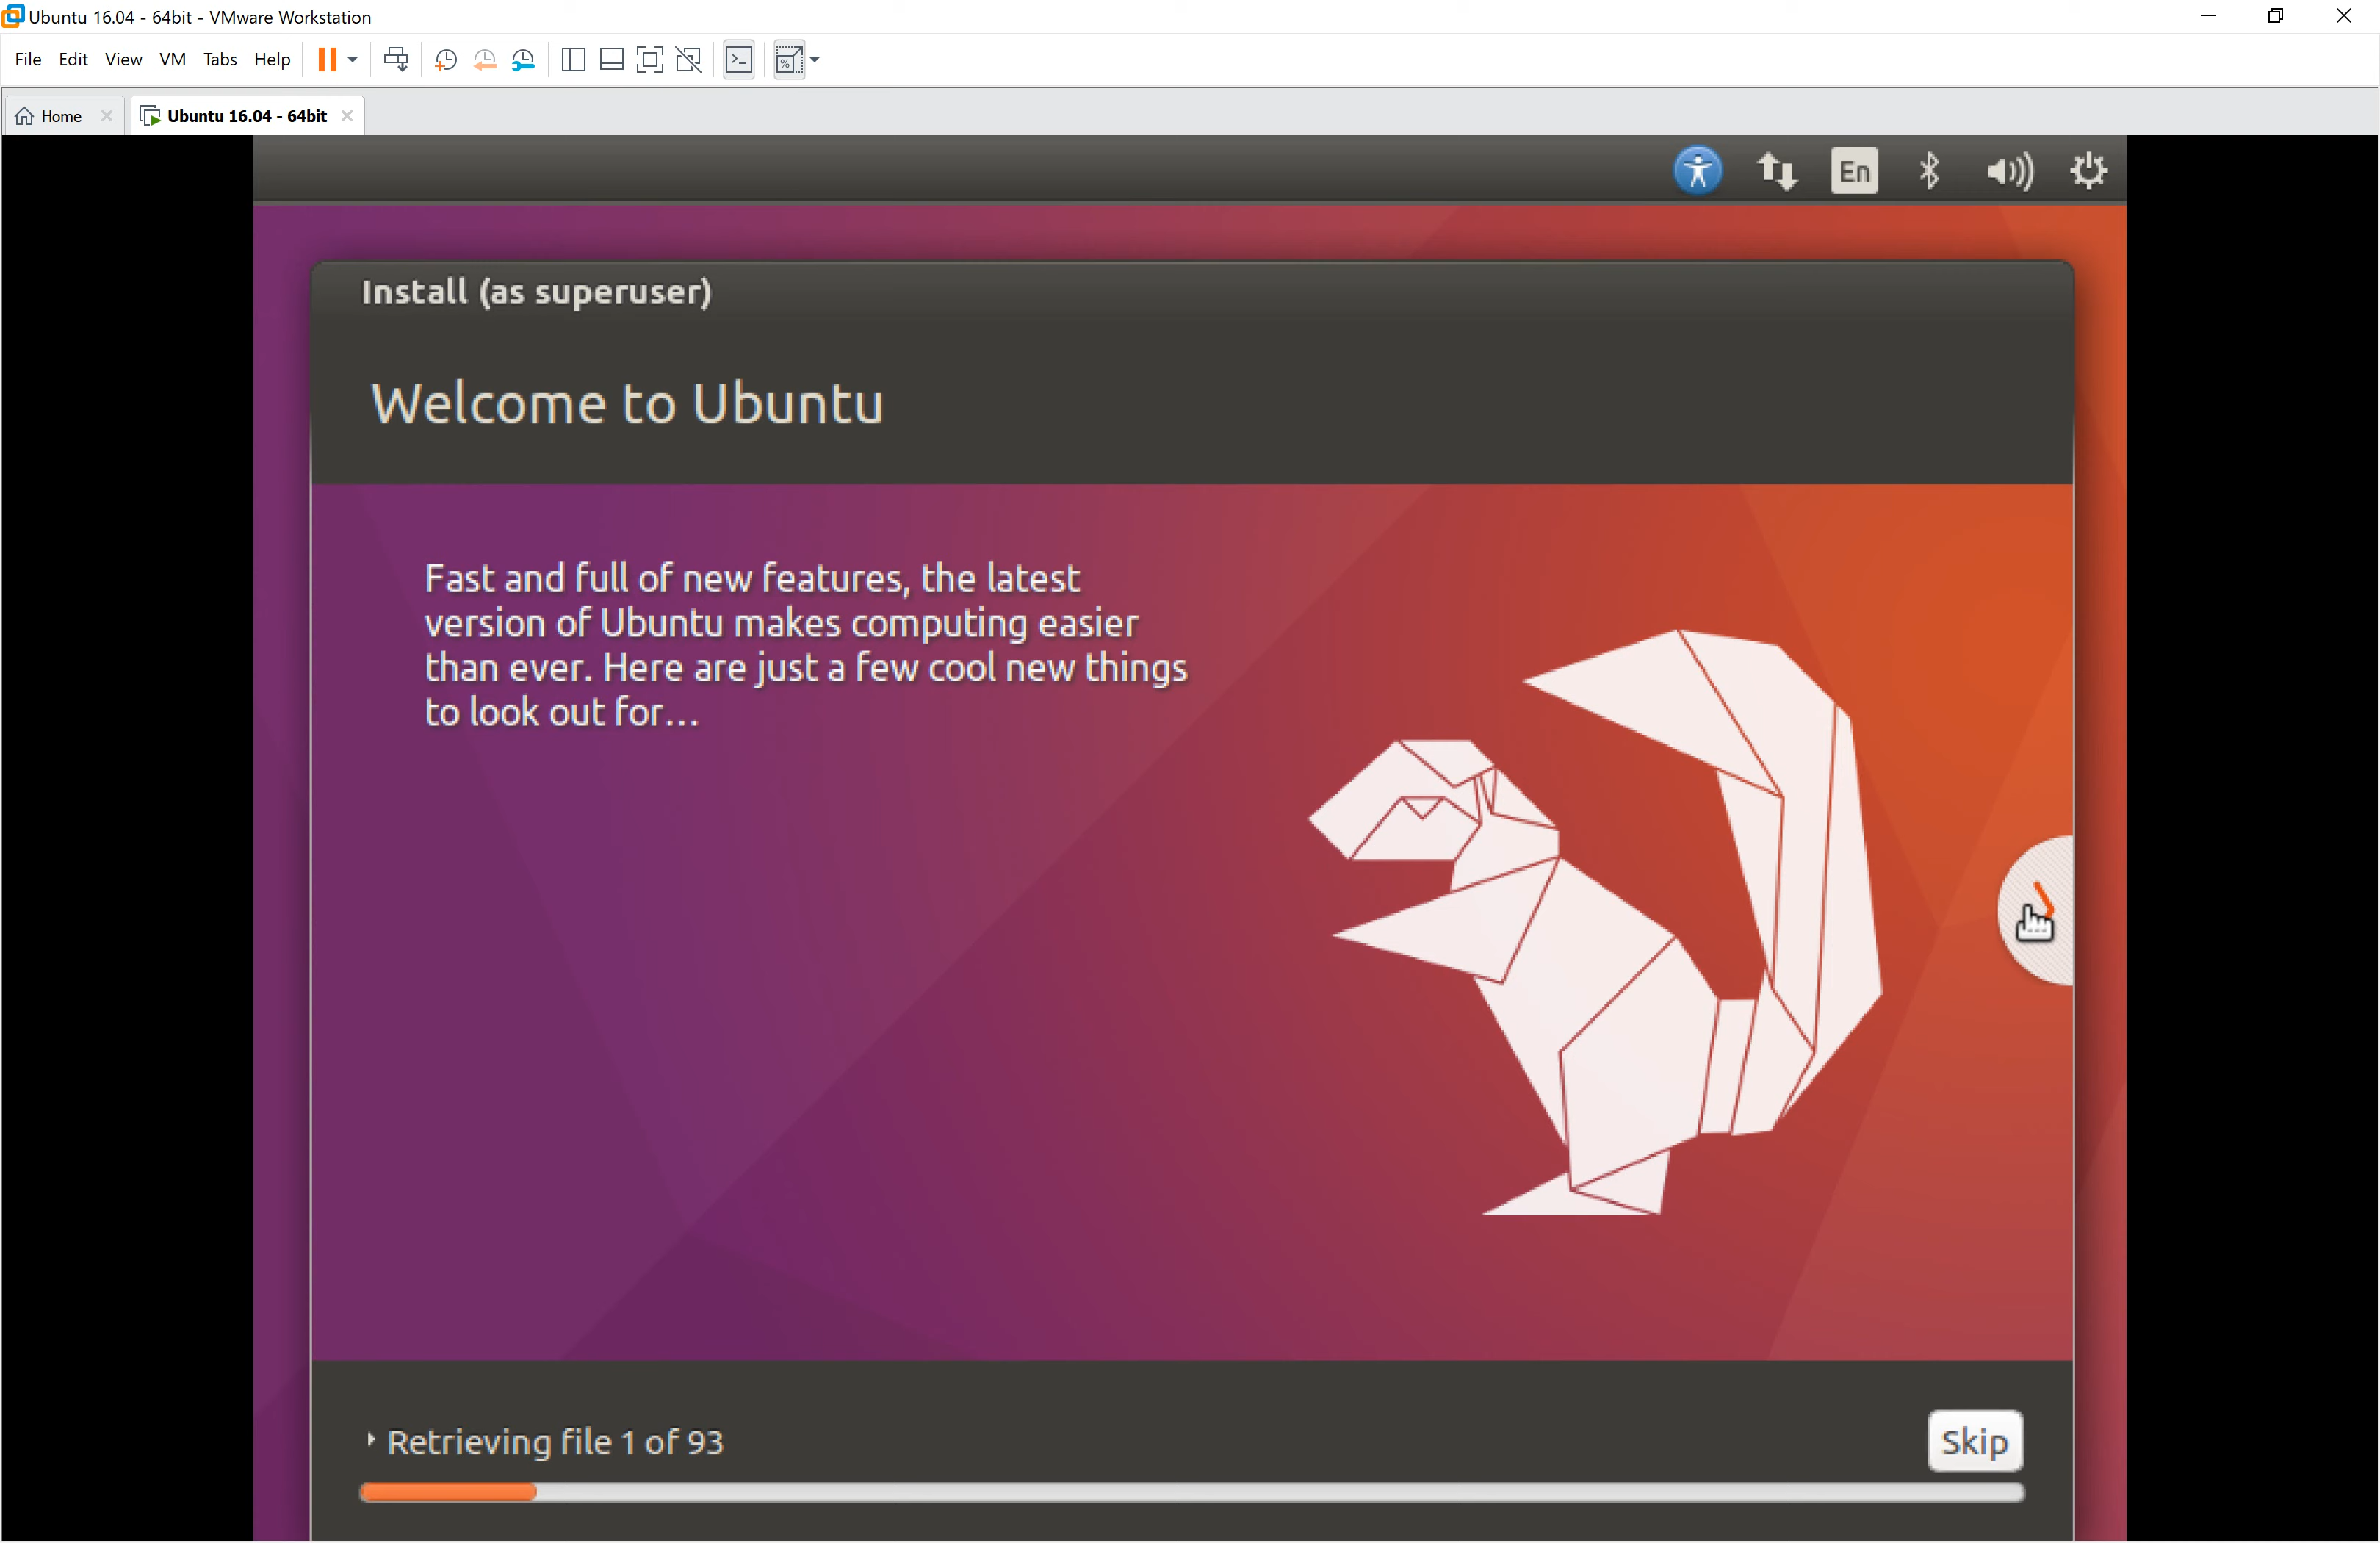 Ubuntu 16.04 - 64bit - VMware Workstation
File Edit View VM Tabs Help
Home
Ubuntu 16.04 - 64bit
En
Install (as superuser)
Welcome to Ubuntu
Fast and full of new features, the latest
version of Ubuntu makes computing easier
than ever. Here are just a few cool new things
to look out for...
Retrieving file 1 of 93
Skip